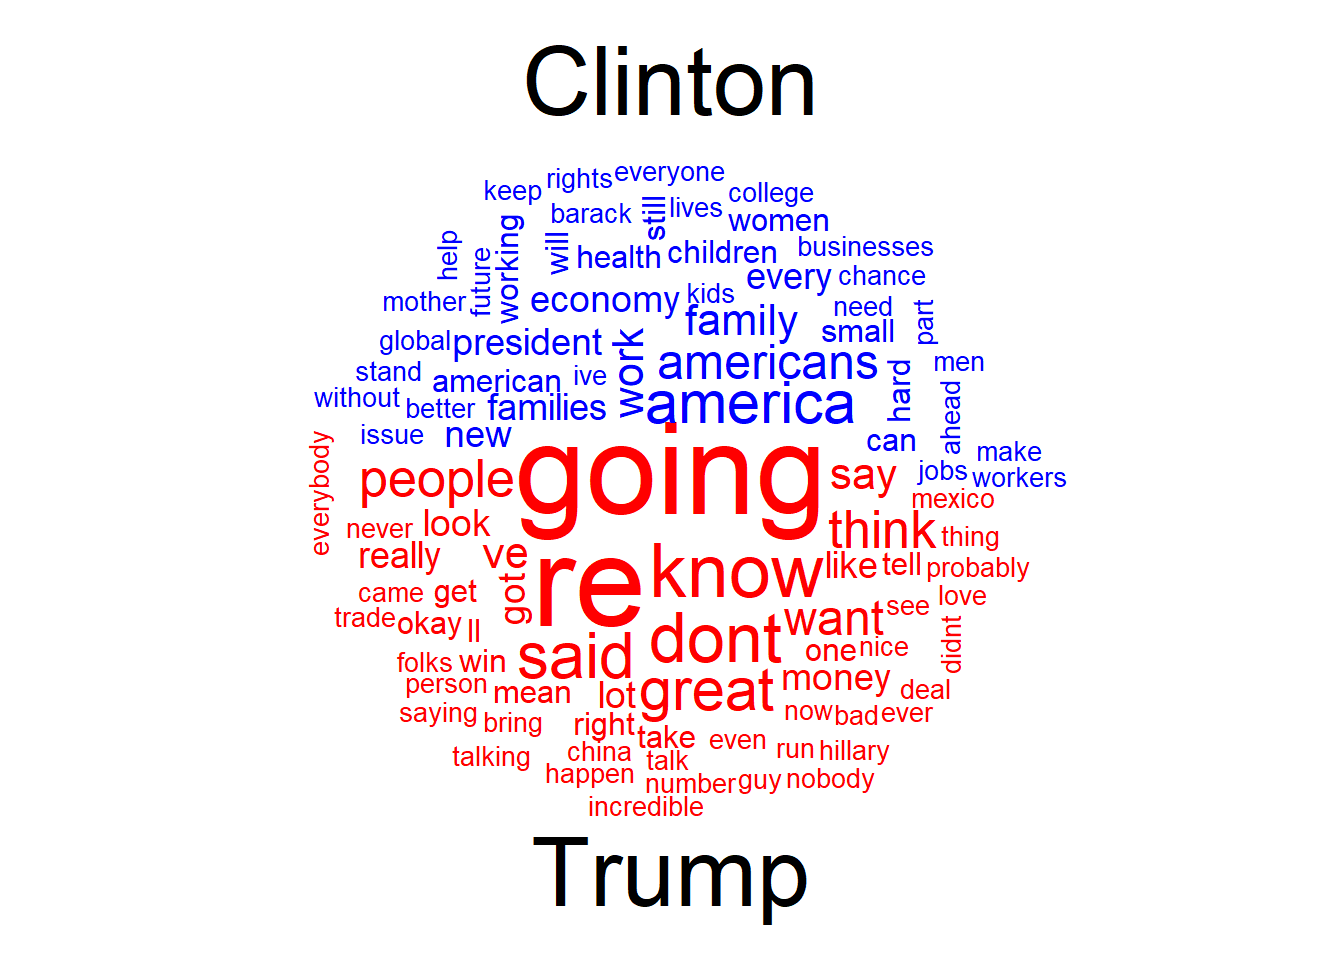 Clinton
rights everyone
keep college
barack still lives women
working will health children businesses
help future every chance
mother economy kids need
family small part
global president work americans men
stand american ive hard
without better families america ahead
issue new can make
everybody people going say jobs workers
mexico
never look think thing
really ve re know like tell probably
came get got want see love
trade okay ll dont didnt
folks win said one nice
person mean lot great money deal
saying bring right now bad ever
talking china take even run hillary
happen talk
number guy nobody
incredible
Trump